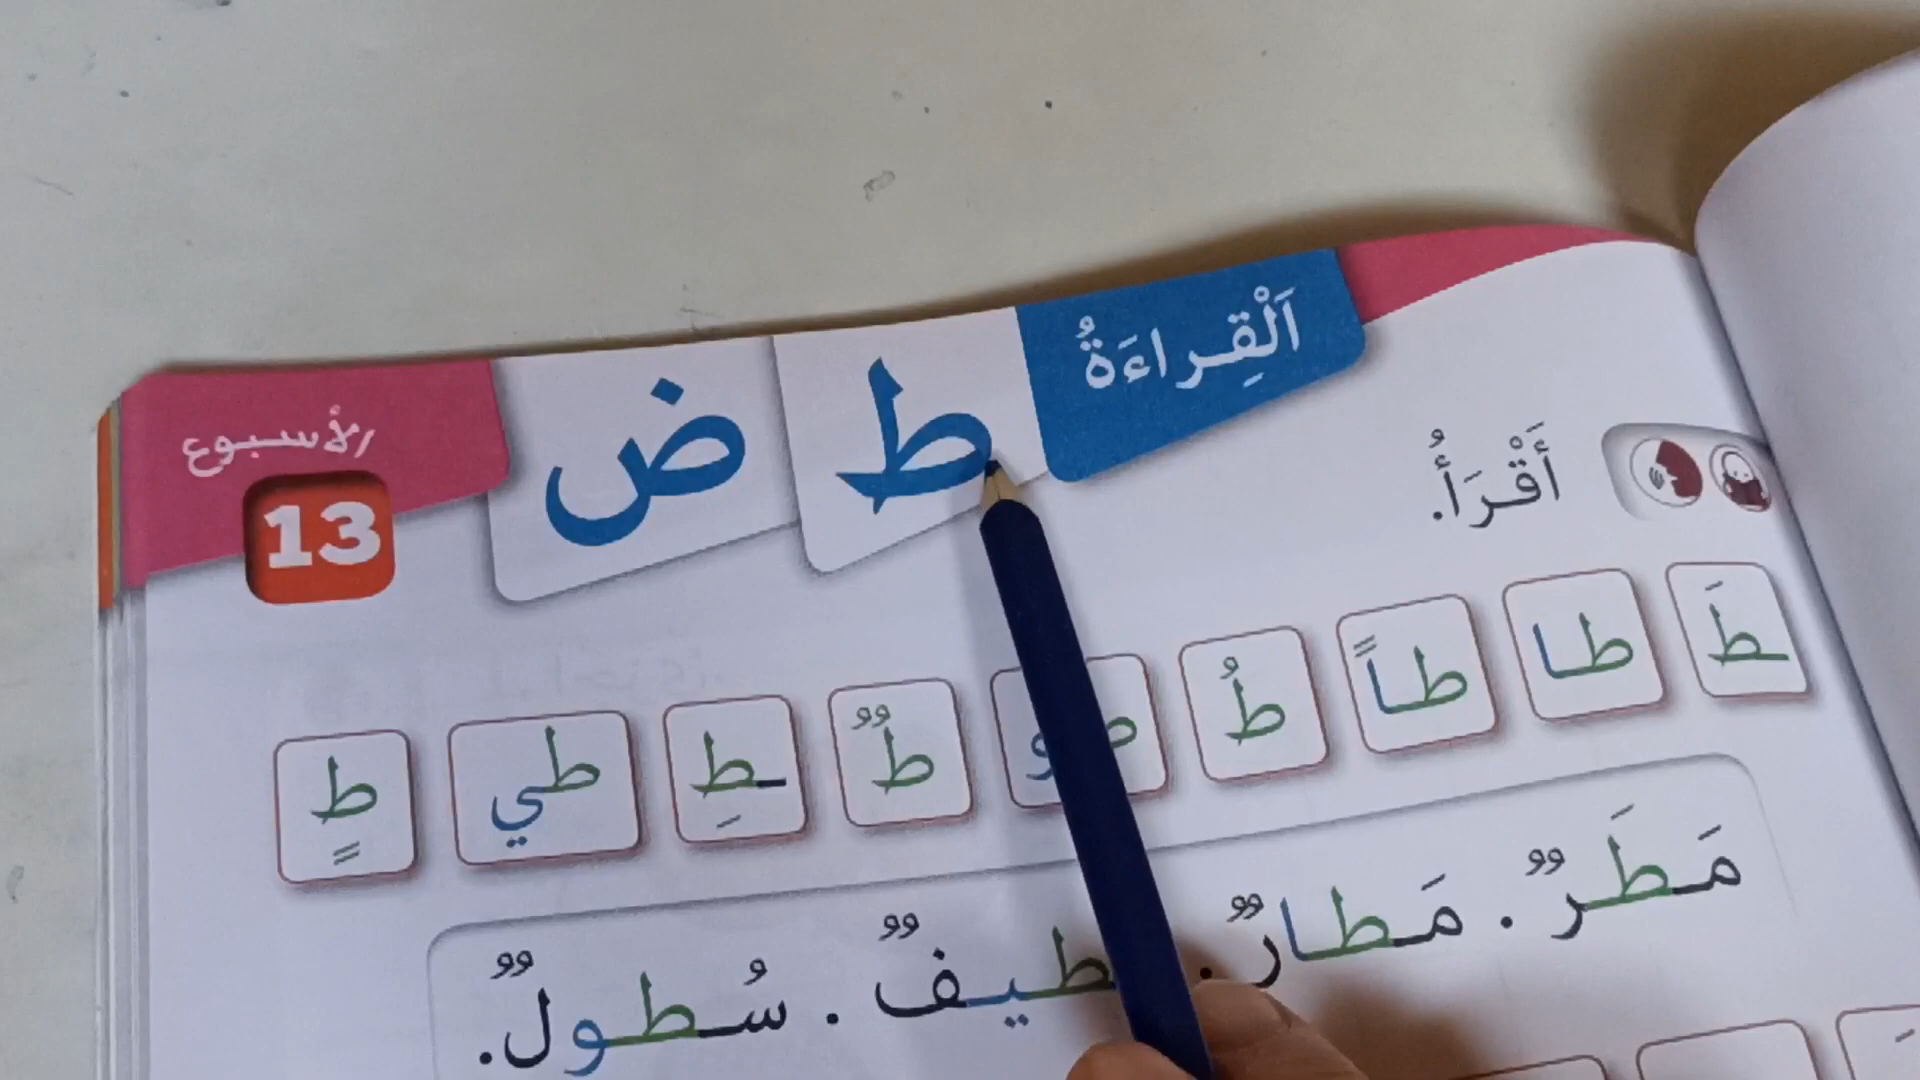 اَلْقِراءَةُ ط ض الأسبوع 13
أَقْرَأُ.
طَ طا طاً طُ طٌ طِ طي طٍ
مَطَرٌ . مَطارٌ . سُطولٌ.